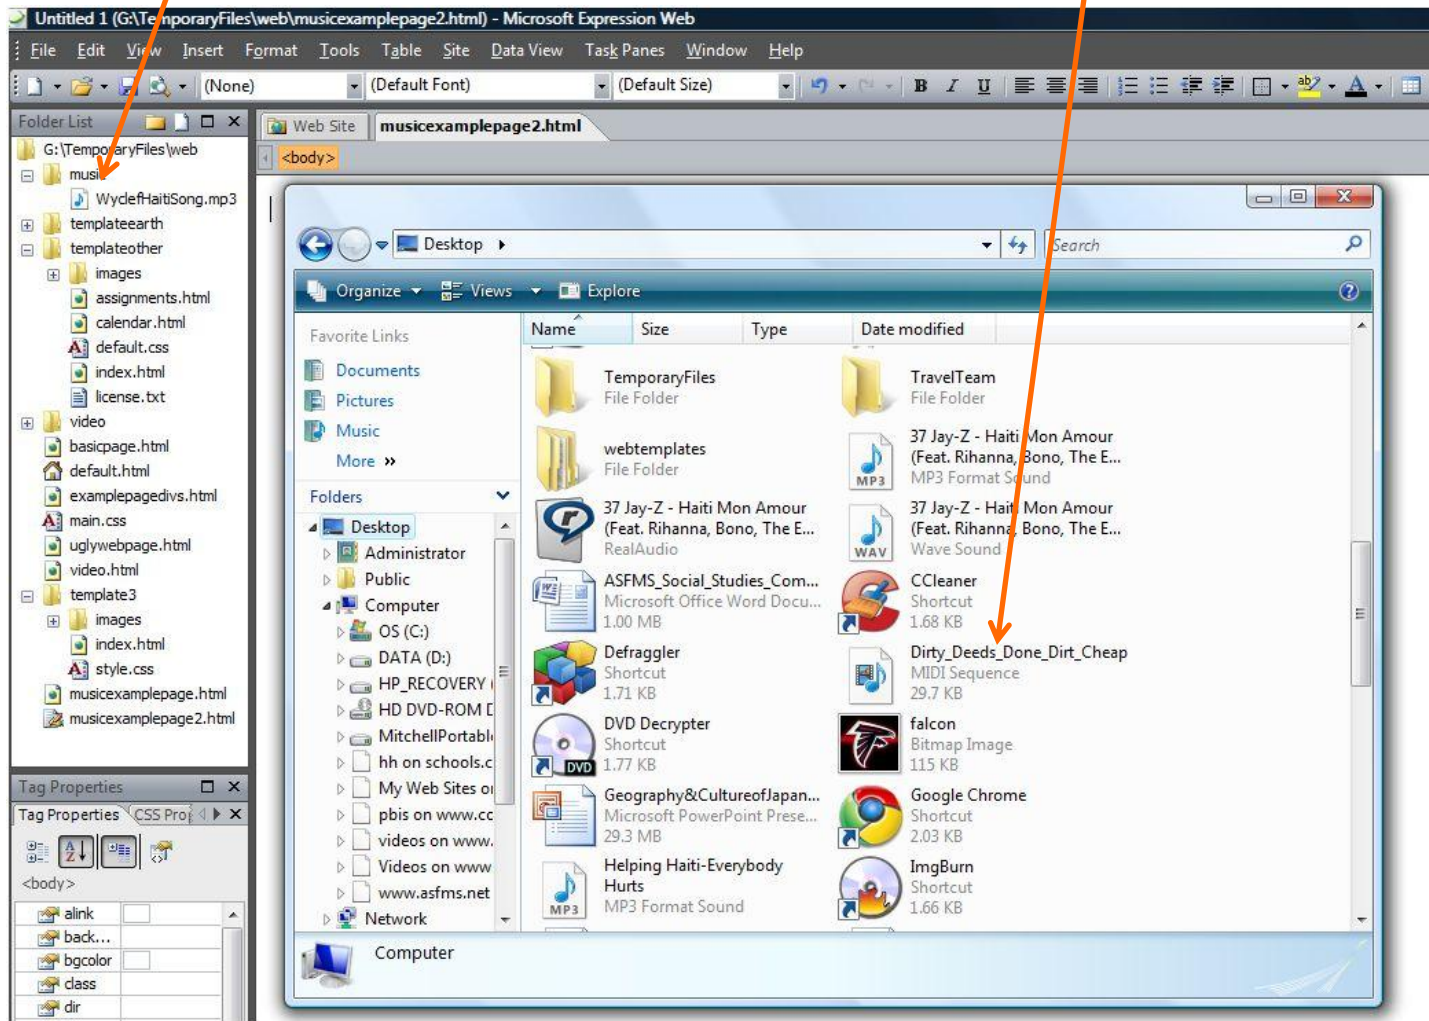 Untitled 1 (G:\TemporaryFiles\web\musicexamplepage2.html) - Microsoft Expression Web
File Edit View Insert Format Tools Table Site Data View Task Panes Window Help
(None) (Default Font) (Default Size) B I U ab A
Folder List
Web Site musicexamplepage2.html
<body>
G:\TemporaryFiles\web
music
WyclefHaitiSong.mp3
templateearth
templateother
images
assignments.html
calendar.html
default.css
index.html
license.txt
video
basicpage.html
default.html
examplepagedivs.html
main.css
uglywebpage.html
video.html
template3
images
index.html
style.css
musicexamplepage.html
musicexamplepage2.html
Tag Properties
Tag Properties CSS Prop
<body>
alink
back...
bgcolor
class
dir
Desktop
Search
Organize Views Explore
Favorite Links
Documents
Pictures
Music
More »
Folders
Desktop
Administrator
Public
Computer
OS (C:)
DATA (D:)
HP_RECOVERY (
HD DVD-ROM D
MitchellPortable
hh on schools.c
My Web Sites o
pbis on www.cc
videos on www.
Videos on www
www.asfms.net
Network
Name Size Type Date modified
TemporaryFiles
File Folder
TravelTeam
File Folder
webtemplates
File Folder
37 Jay-Z - Haiti Mon Amour
(Feat. Rihanna, Bono, The E...
MP3 Format Sound
MP3
37 Jay-Z - Haiti Mon Amour
(Feat. Rihanna, Bono, The E...
RealAudio
37 Jay-Z - Haiti Mon Amour
(Feat. Rihanna, Bono, The E...
Wave Sound
WAV
ASFMS_Social_Studies_Com...
Microsoft Office Word Docu...
1.00 MB
CCleaner
Shortcut
1.68 KB
Defraggler
Shortcut
1.71 KB
Dirty_Deeds_Done_Dirt_Cheap
MIDI Sequence
29.7 KB
DVD Decrypter
Shortcut
1.77 KB
DVD
falcon
Bitmap Image
115 KB
Geography&CultureofJapan...
Microsoft PowerPoint Prese...
29.3 MB
Google Chrome
Shortcut
2.03 KB
Helping Haiti-Everybody
Hurts
MP3 Format Sound
MP3
ImgBurn
Shortcut
1.66 KB
Computer